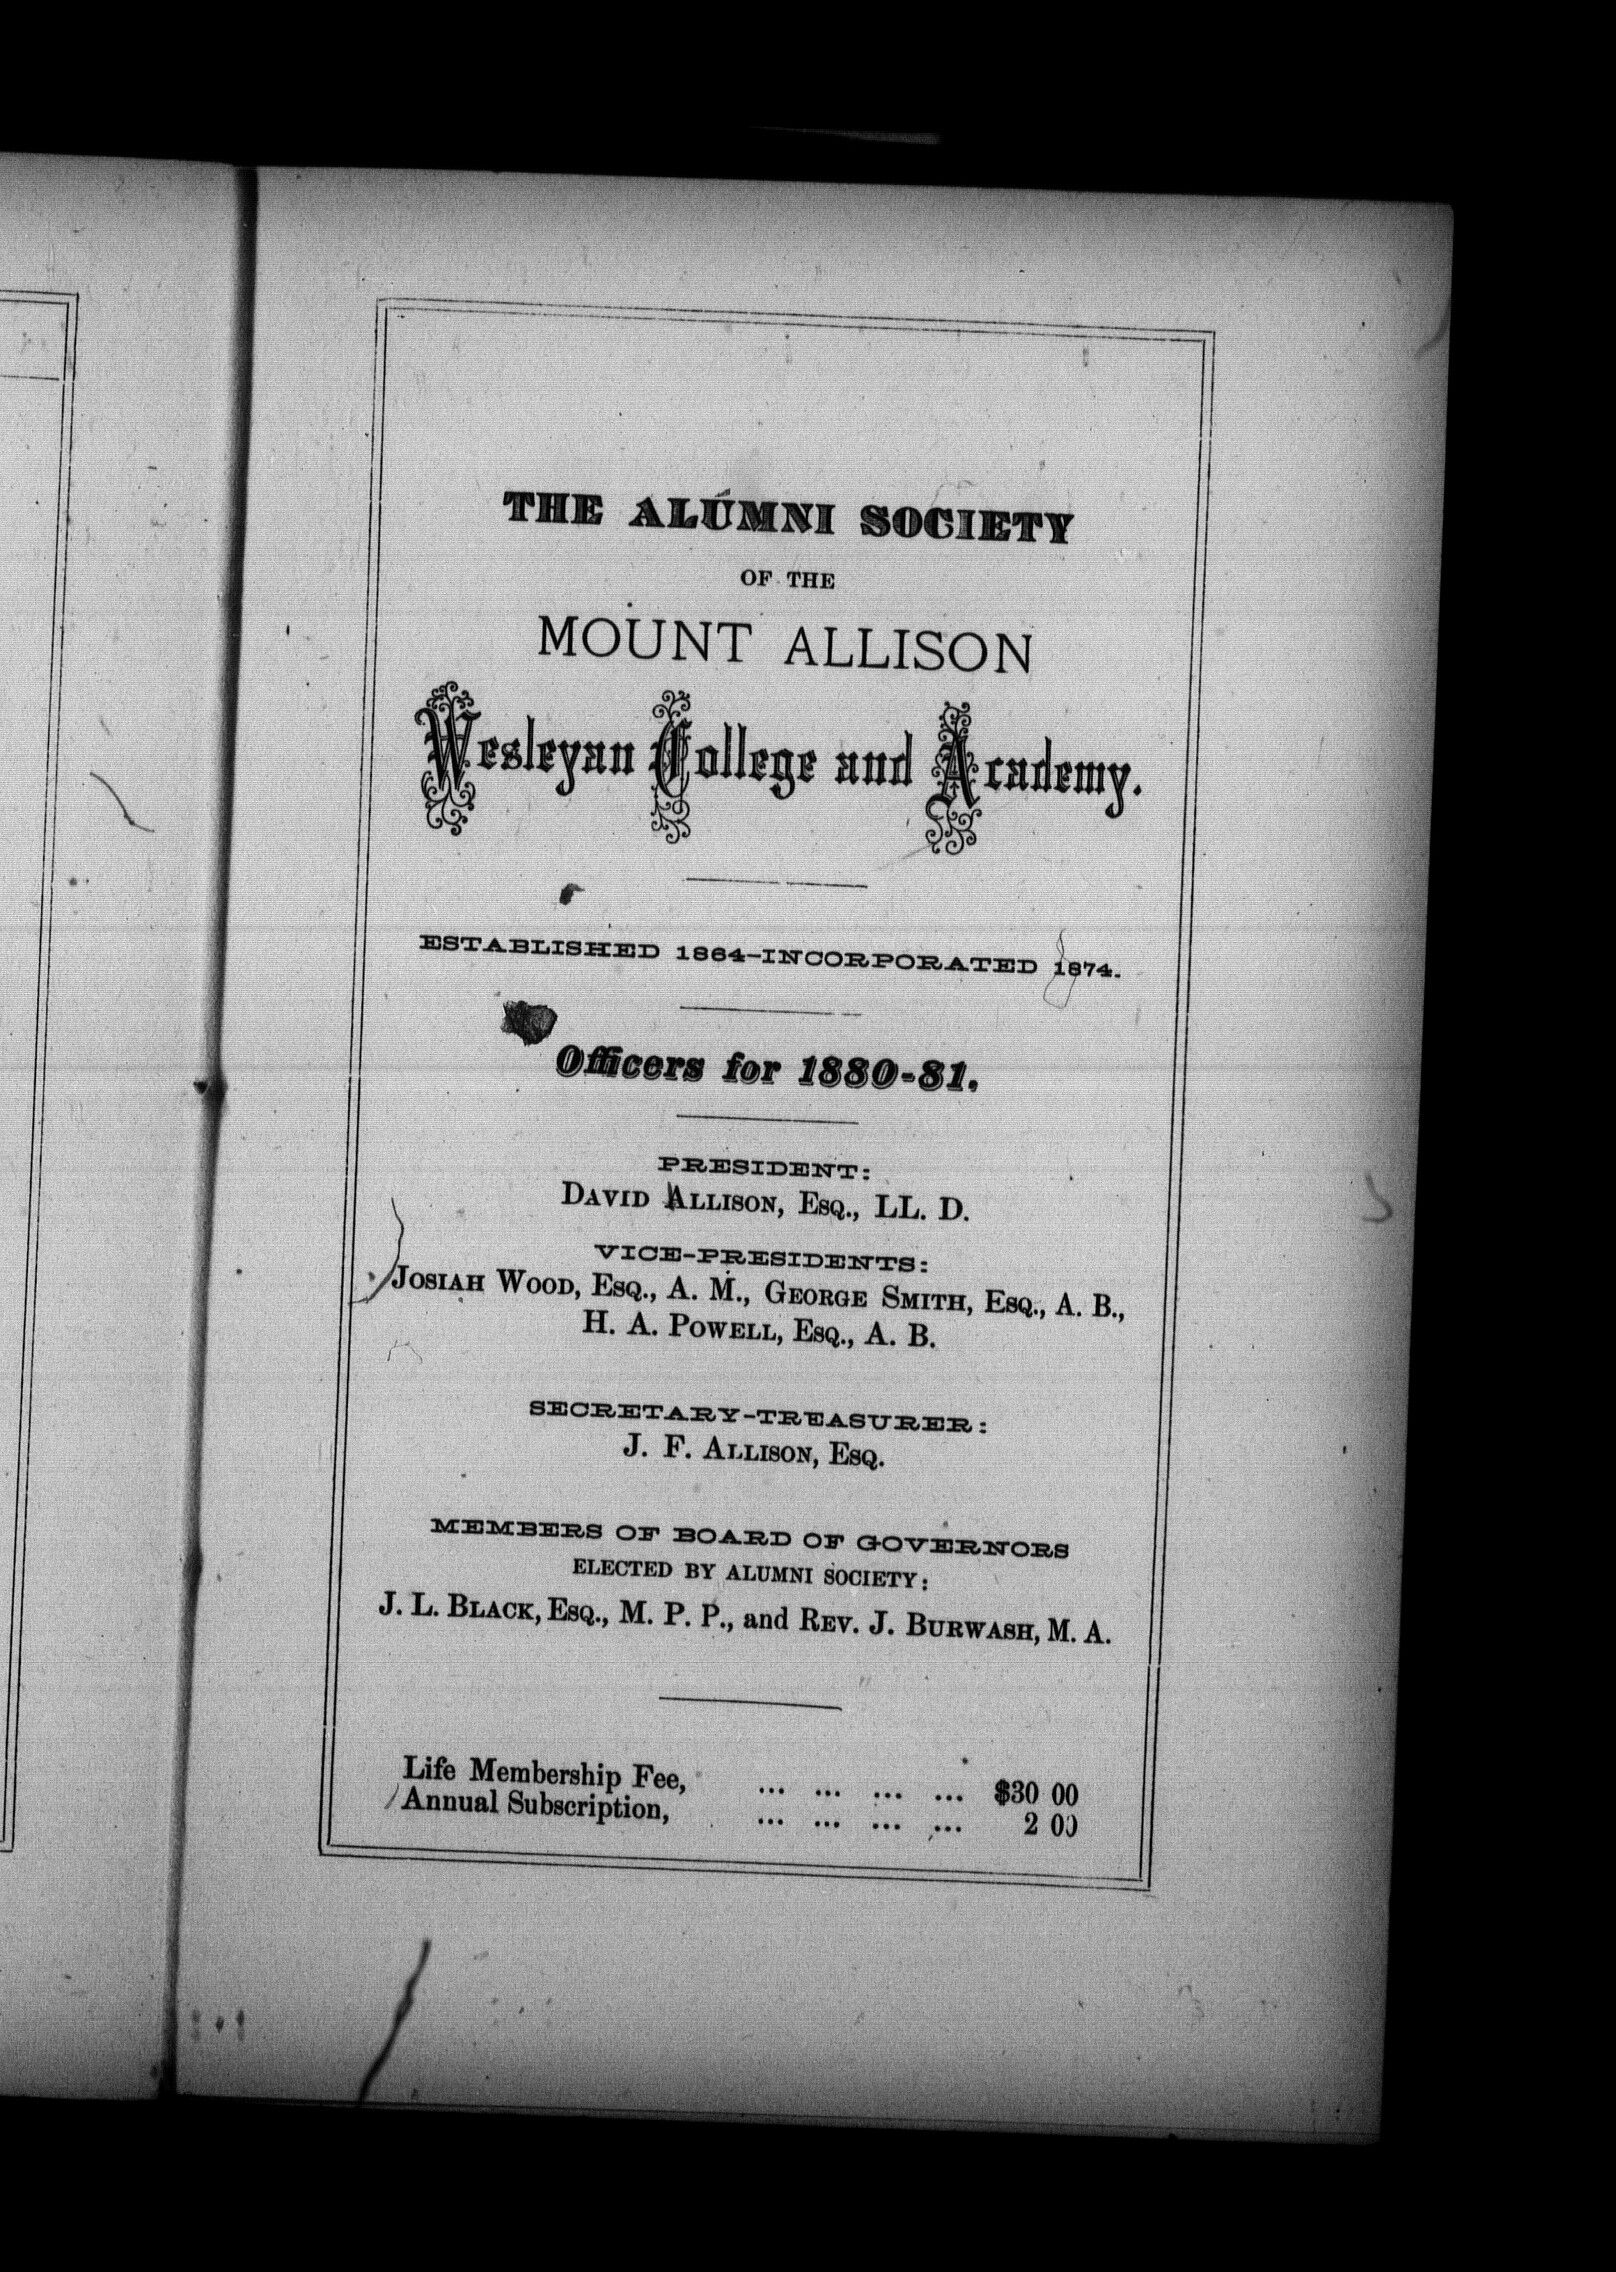 THE ALUMNI SOCIETY
OF THE
MOUNT ALLISON
Wesleyan College and Academy.
ESTABLISHED 1864-INCORPORATED 1874.
Officers for 1880-81.
PRESIDENT:
DAVID ALLISON, ESQ., LL. D.
VICE-PRESIDENTS:
JOSIAH WOOD, ESQ., A. M., GEORGE SMITH, ESQ., A. B.,
H. A. POWELL, ESQ., A. B.
SECRETARY-TREASURER:
J. F. ALLISON, ESQ.
MEMBERS OF BOARD OF GOVERNORS
ELECTED BY ALUMNI SOCIETY:
J. L. BLACK, ESQ., M. P. P., and REV. J. BURWASH, M. A.
Life Membership Fee, ... ... ... ... $30 00
Annual Subscription, ... ... ... ... 2 00